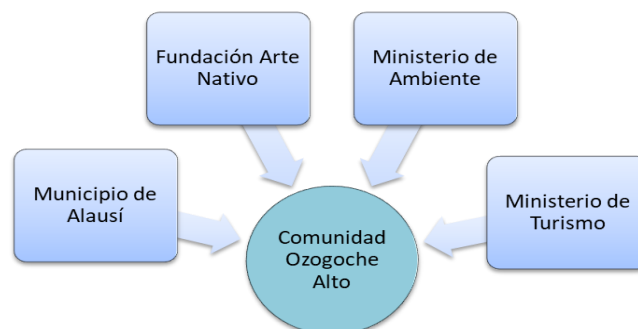 Fundación Arte
Nativo
Ministerio de
Ambiente
Municipio de
Alausí
Ministerio de
Turismo
Comunidad
Ozogoche
Alto